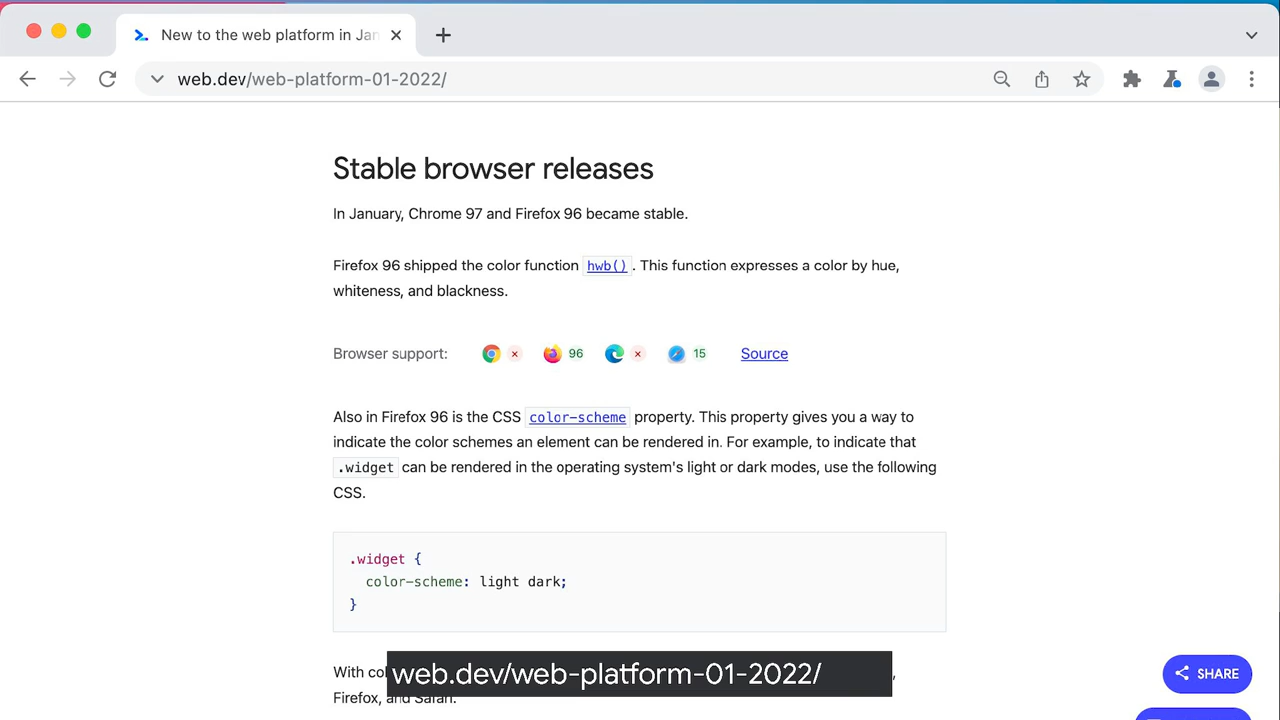 New to the web platform in Jan
web.dev/web-platform-01-2022/
Stable browser releases
In January, Chrome 97 and Firefox 96 became stable.
Firefox 96 shipped the color function hwb(). This function expresses a color by hue,
whiteness, and blackness.
Browser support: × 96 × 15 Source
Also in Firefox 96 is the CSS color-scheme property. This property gives you a way to
indicate the color schemes an element can be rendered in. For example, to indicate that
.widget can be rendered in the operating system's light or dark modes, use the following
CSS.
.widget {
color-scheme: light dark;
}
With
web.dev/web-platform-01-2022/
Firefox, and Safari.
SHARE